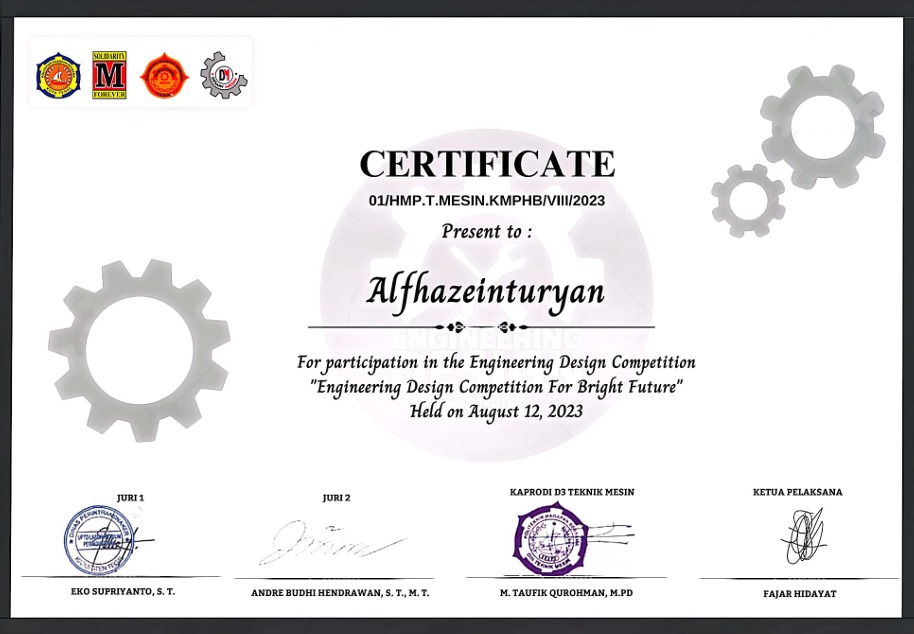 SOLIDARITY
M
FOREVER
DM
CERTIFICATE
01/HMP.T.MESIN.KMPHB/VIII/2023
Present to :
Alfhazeinturyan
ENGINEERING
For participation in the Engineering Design Competition
"Engineering Design Competition For Bright Future"
Held on August 12, 2023
JURI 1
JURI 2
KAPRODI D3 TEKNIK MESIN
KETUA PELAKSANA
EKO SUPRIYANTO, S. T.
ANDRE BUDHI HENDRAWAN, S. T., M. T.
M. TAUFIK QUROHMAN, M.PD
FAJAR HIDAYAT